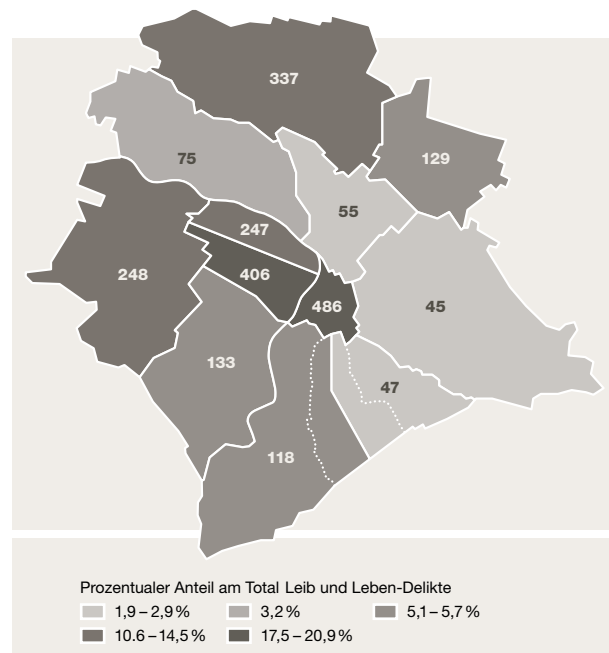 337
129
75
55
247
248
406
486
45
133
47
118
Prozentualer Anteil am Total Leib und Leben-Delikte
1,9 – 2,9 %
3,2 %
5,1 – 5,7 %
10.6 – 14,5 %
17,5 – 20,9 %